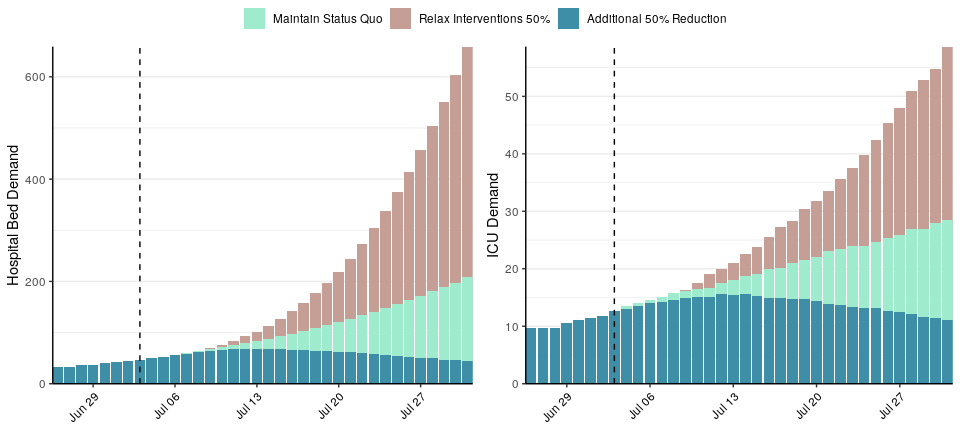 Maintain Status Quo Relax Interventions 50% Additional 50% Reduction
Hospital Bed Demand
600
400
200
0
Jun 29 Jul 06 Jul 13 Jul 20 Jul 27
ICU Demand
50
40
30
20
10
0
Jun 29 Jul 06 Jul 13 Jul 20 Jul 27